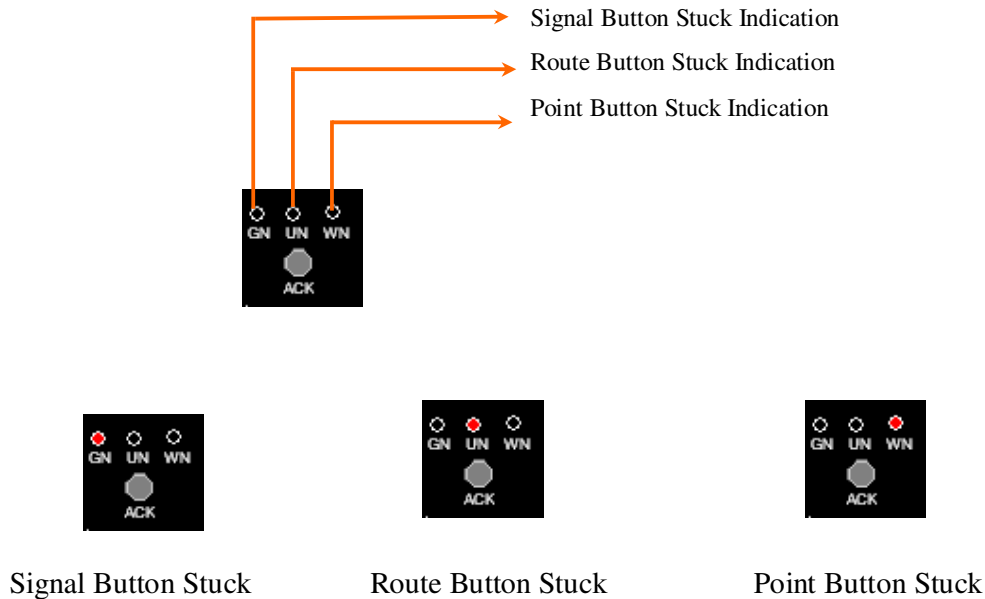 Signal Button Stuck Indication
Route Button Stuck Indication
Point Button Stuck Indication
GN UN WN
ACK
GN UN WN
ACK
GN UN WN
ACK
GN UN WN
ACK
Signal Button Stuck
Route Button Stuck
Point Button Stuck